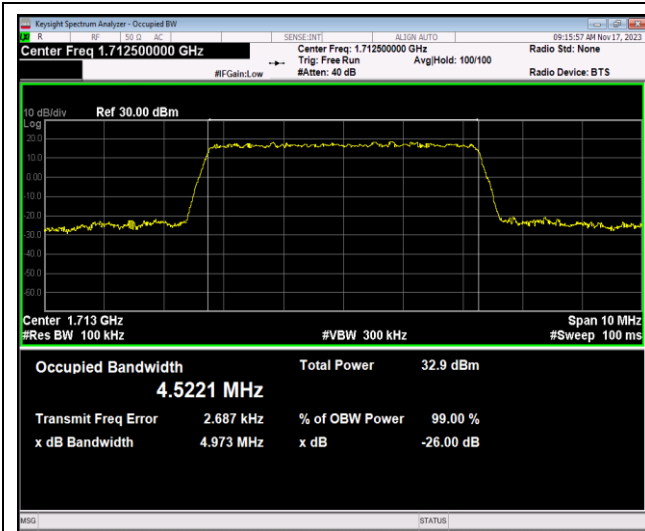 Keysight Spectrum Analyzer - Occupied BW
R RF 50 Ω AC SENSE:INT ALIGN AUTO 09:15:57 AM Nov 17, 2023
Center Freq 1.712500000 GHz Center Freq: 1.712500000 GHz Radio Std: None
Trig: Free Run Avg|Hold: 100/100
#IFGain:Low #Atten: 40 dB Radio Device: BTS
10 dB/div Ref 30.00 dBm
Log
20.0
10.0
0.00
-10.0
-20.0
-30.0
-40.0
-50.0
-60.0
Center 1.713 GHz Span 10 MHz
#Res BW 100 kHz #VBW 300 kHz #Sweep 100 ms
Occupied Bandwidth Total Power 32.9 dBm
4.5221 MHz
Transmit Freq Error 2.687 kHz % of OBW Power 99.00 %
x dB Bandwidth 4.973 MHz x dB -26.00 dB
MSG STATUS